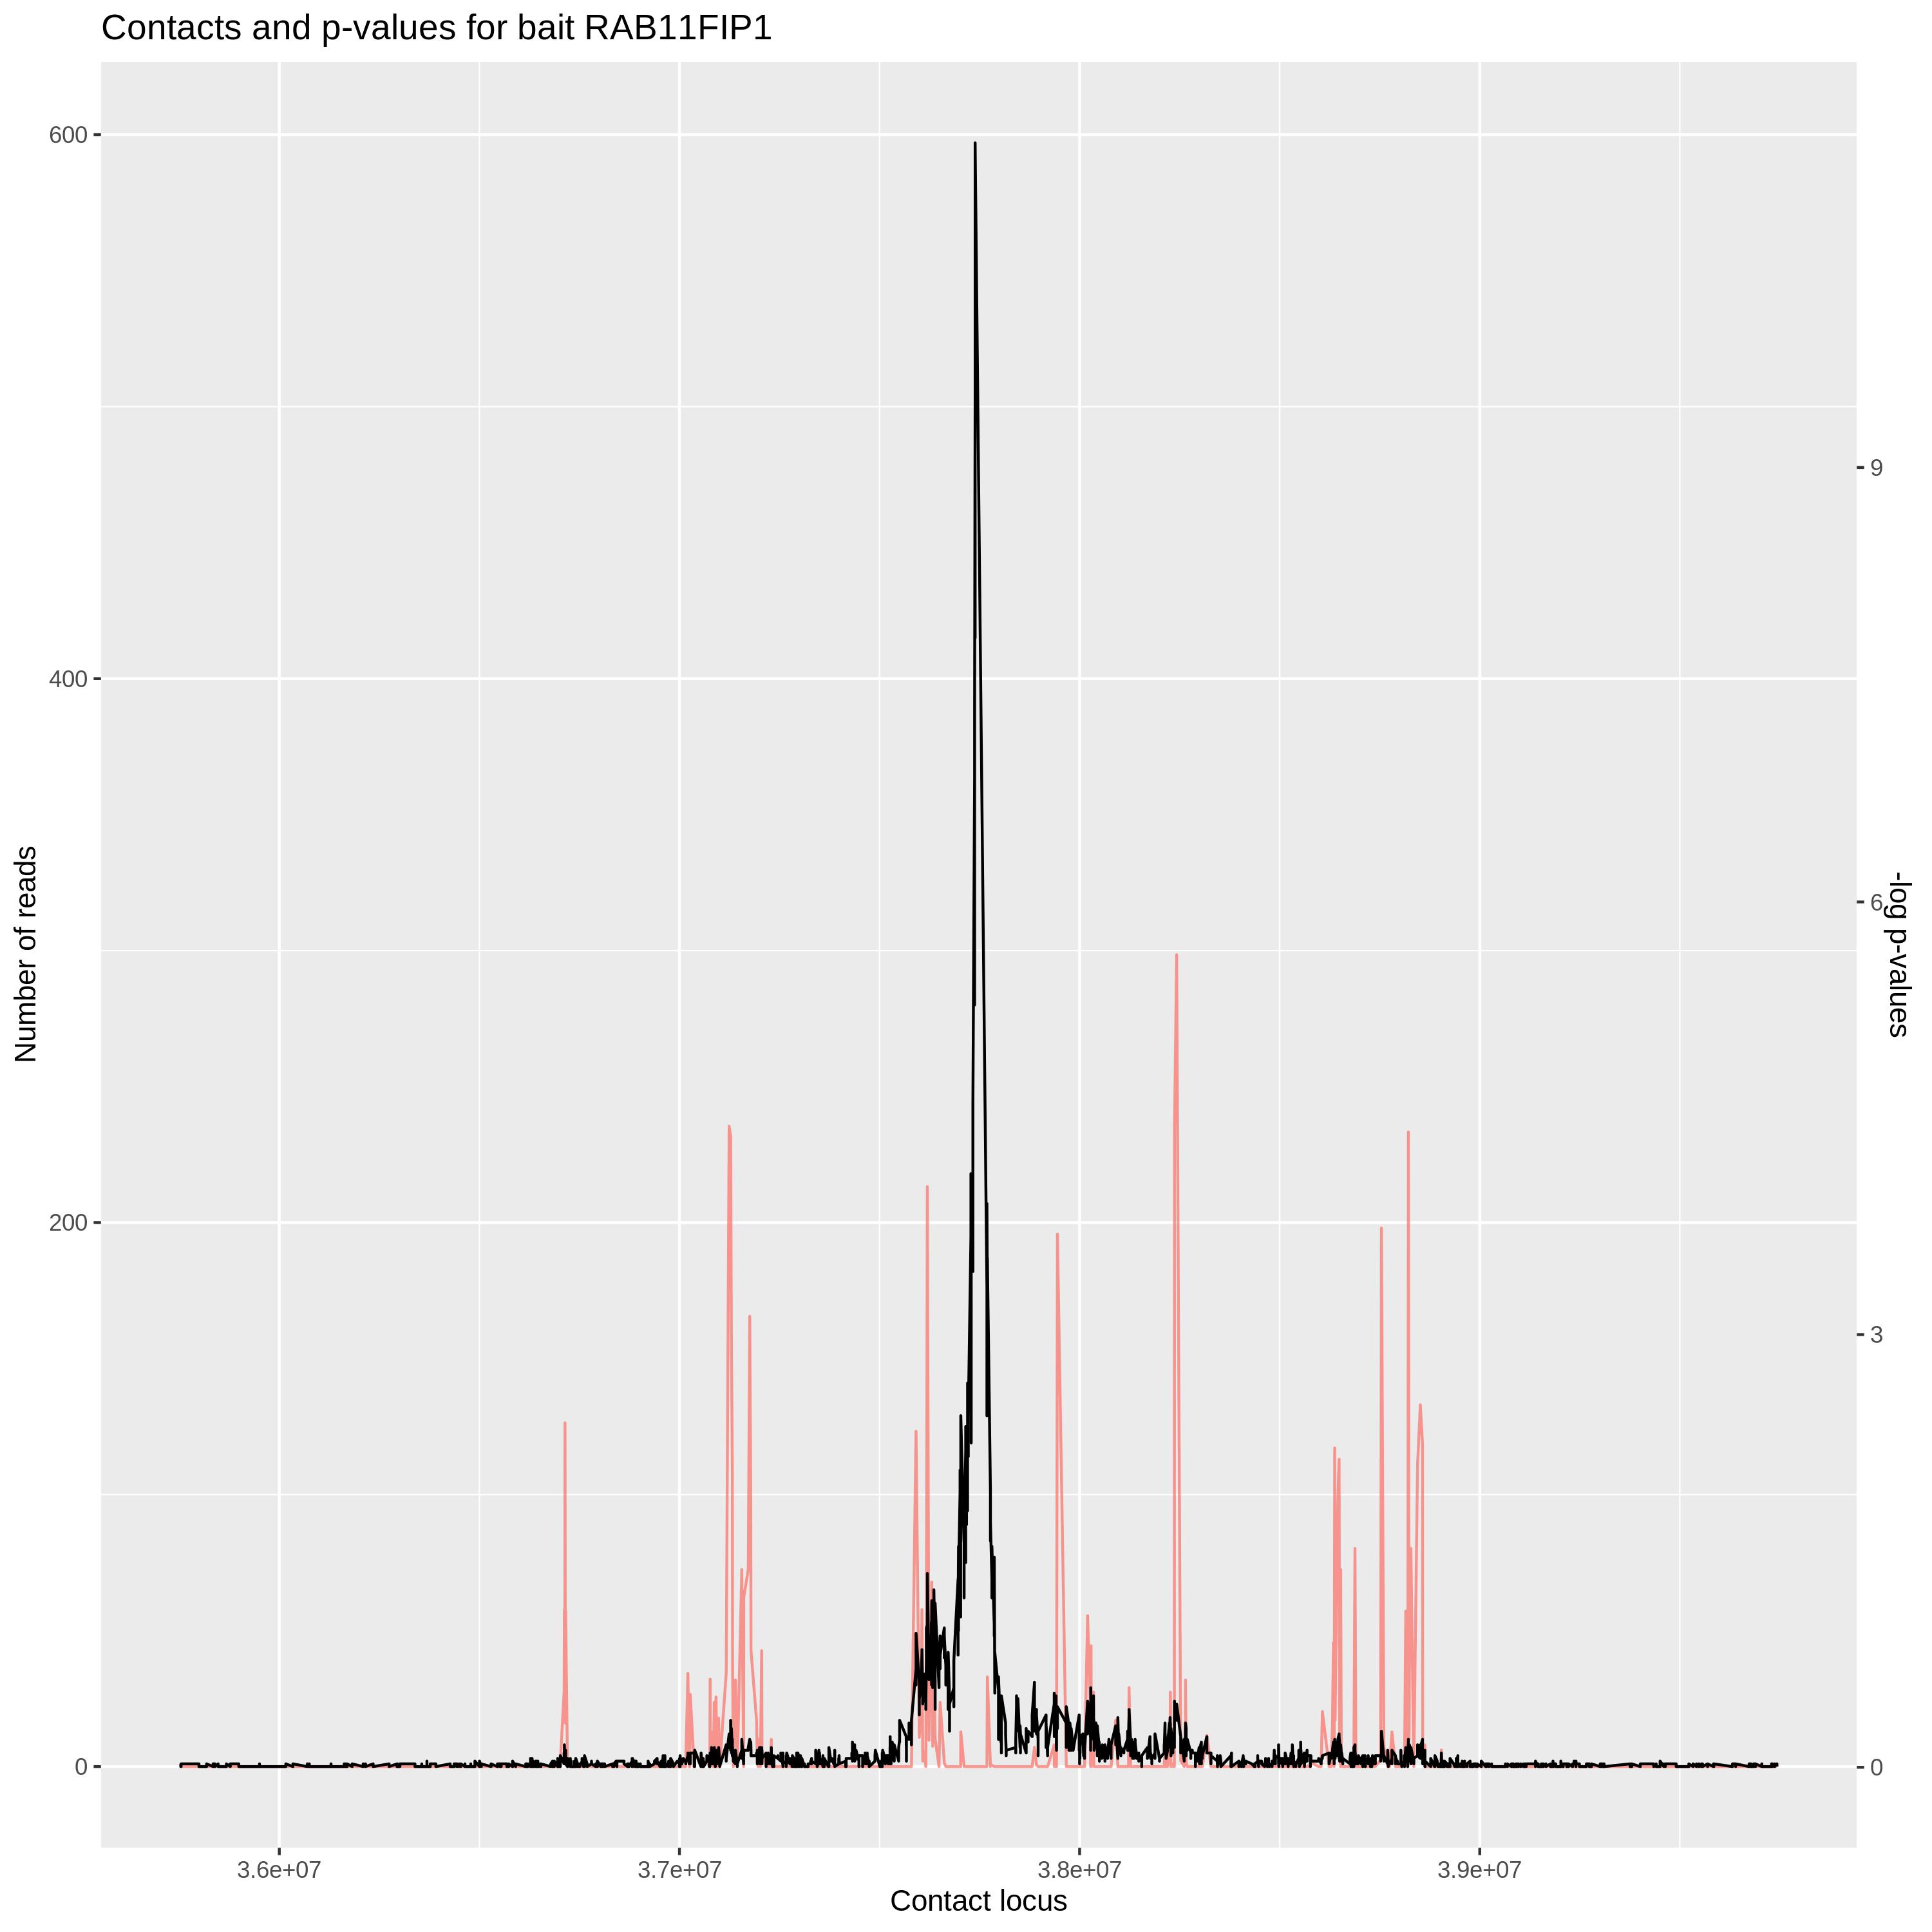 Contacts and p-values for bait RAB11FIP1
600
400
200
0
Number of reads
9
6
3
0
-log p-values
3.6e+07
3.7e+07
3.8e+07
3.9e+07
Contact locus